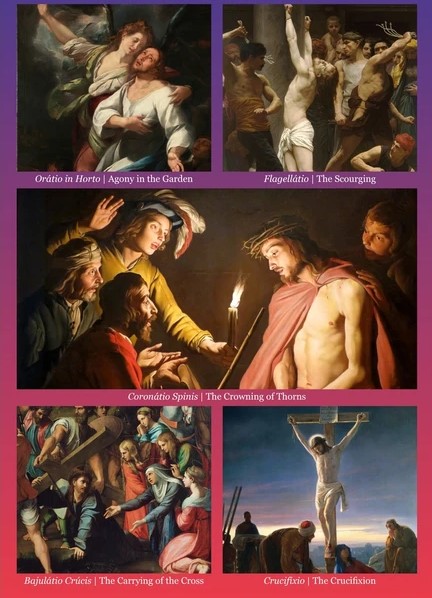 Orátio in Horto | Agony in the Garden
Flagellátio | The Scourging
Coronátio Spinis | The Crowning of Thorns
Bajulátio Crúcis | The Carrying of the Cross
Crucifíxio | The Crucifixion